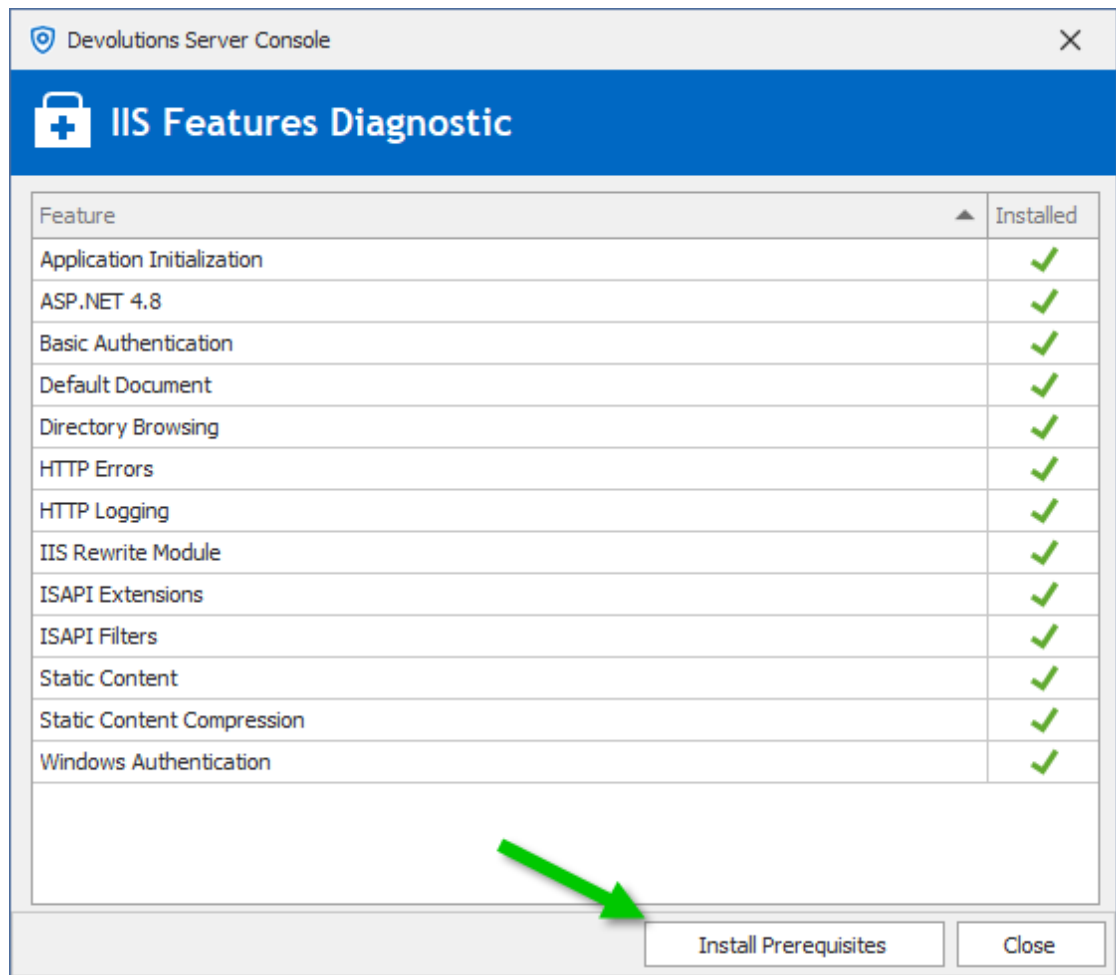 Devolutions Server Console
IIS Features Diagnostic
Feature Installed
Application Initialization
ASP.NET 4.8
Basic Authentication
Default Document
Directory Browsing
HTTP Errors
HTTP Logging
IIS Rewrite Module
ISAPI Extensions
ISAPI Filters
Static Content
Static Content Compression
Windows Authentication
Install Prerequisites Close